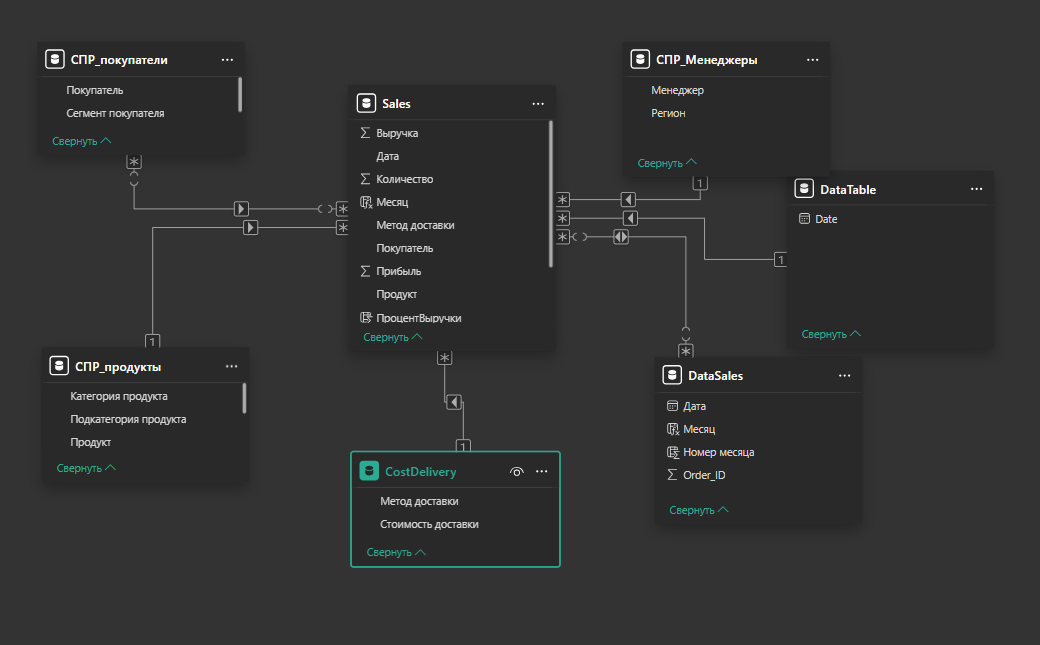 СПР_покупатели
Покупатель
Сегмент покупателя
Свернуть
Sales
Выручка
Дата
Количество
Месяц
Метод доставки
Покупатель
Прибыль
Продукт
ПроцентВыручки
Свернуть
СПР_Менеджеры
Менеджер
Регион
Свернуть
DataTable
Date
Свернуть
СПР_продукты
Категория продукта
Подкатегория продукта
Продукт
Свернуть
CostDelivery
Метод доставки
Стоимость доставки
Свернуть
DataSales
Дата
Месяц
Номер месяца
Order_ID
Свернуть
*
*
*
1
*
1
*
*
*
1
1
*